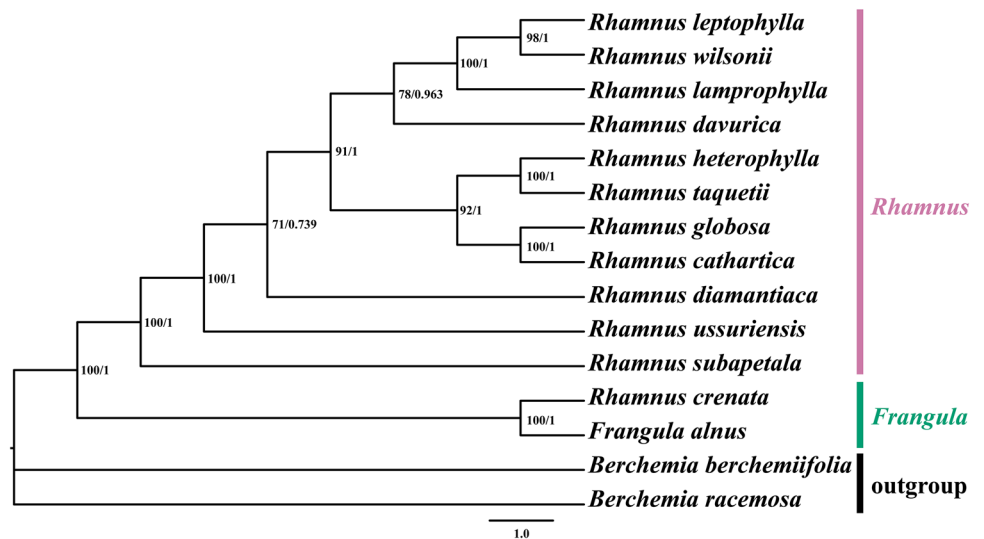 Rhamnus leptophylla
98/1
Rhamnus wilsonii
100/1
Rhamnus lamprophylla
78/0.963
Rhamnus davurica
91/1
Rhamnus heterophylla
100/1
Rhamnus taquetii
92/1
Rhamnus globosa
100/1
Rhamnus cathartica
71/0.739
Rhamnus diamantiaca
100/1
Rhamnus ussuriensis
100/1
Rhamnus subapetala
Rhamnus
100/1
Rhamnus crenata
100/1
Frangula alnus
Frangula
Berchemia berchemiifolia
Berchemia racemosa
outgroup
1.0